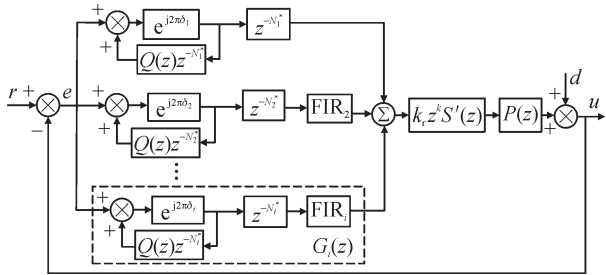 + e^{j2πδ_1} z^{-N_1^*}
+ Q(z)z^{-N_1^*}
r + e + e^{j2πδ_2} z^{-N_2^*} FIR_2 Σ k_r z^k S'(z) P(z) + + d u
− + Q(z)z^{-N_2^*}
⋮
+ e^{j2πδ_i} z^{-N_i^*} FIR_i
+ Q(z)z^{-N_i^*} G_i(z)